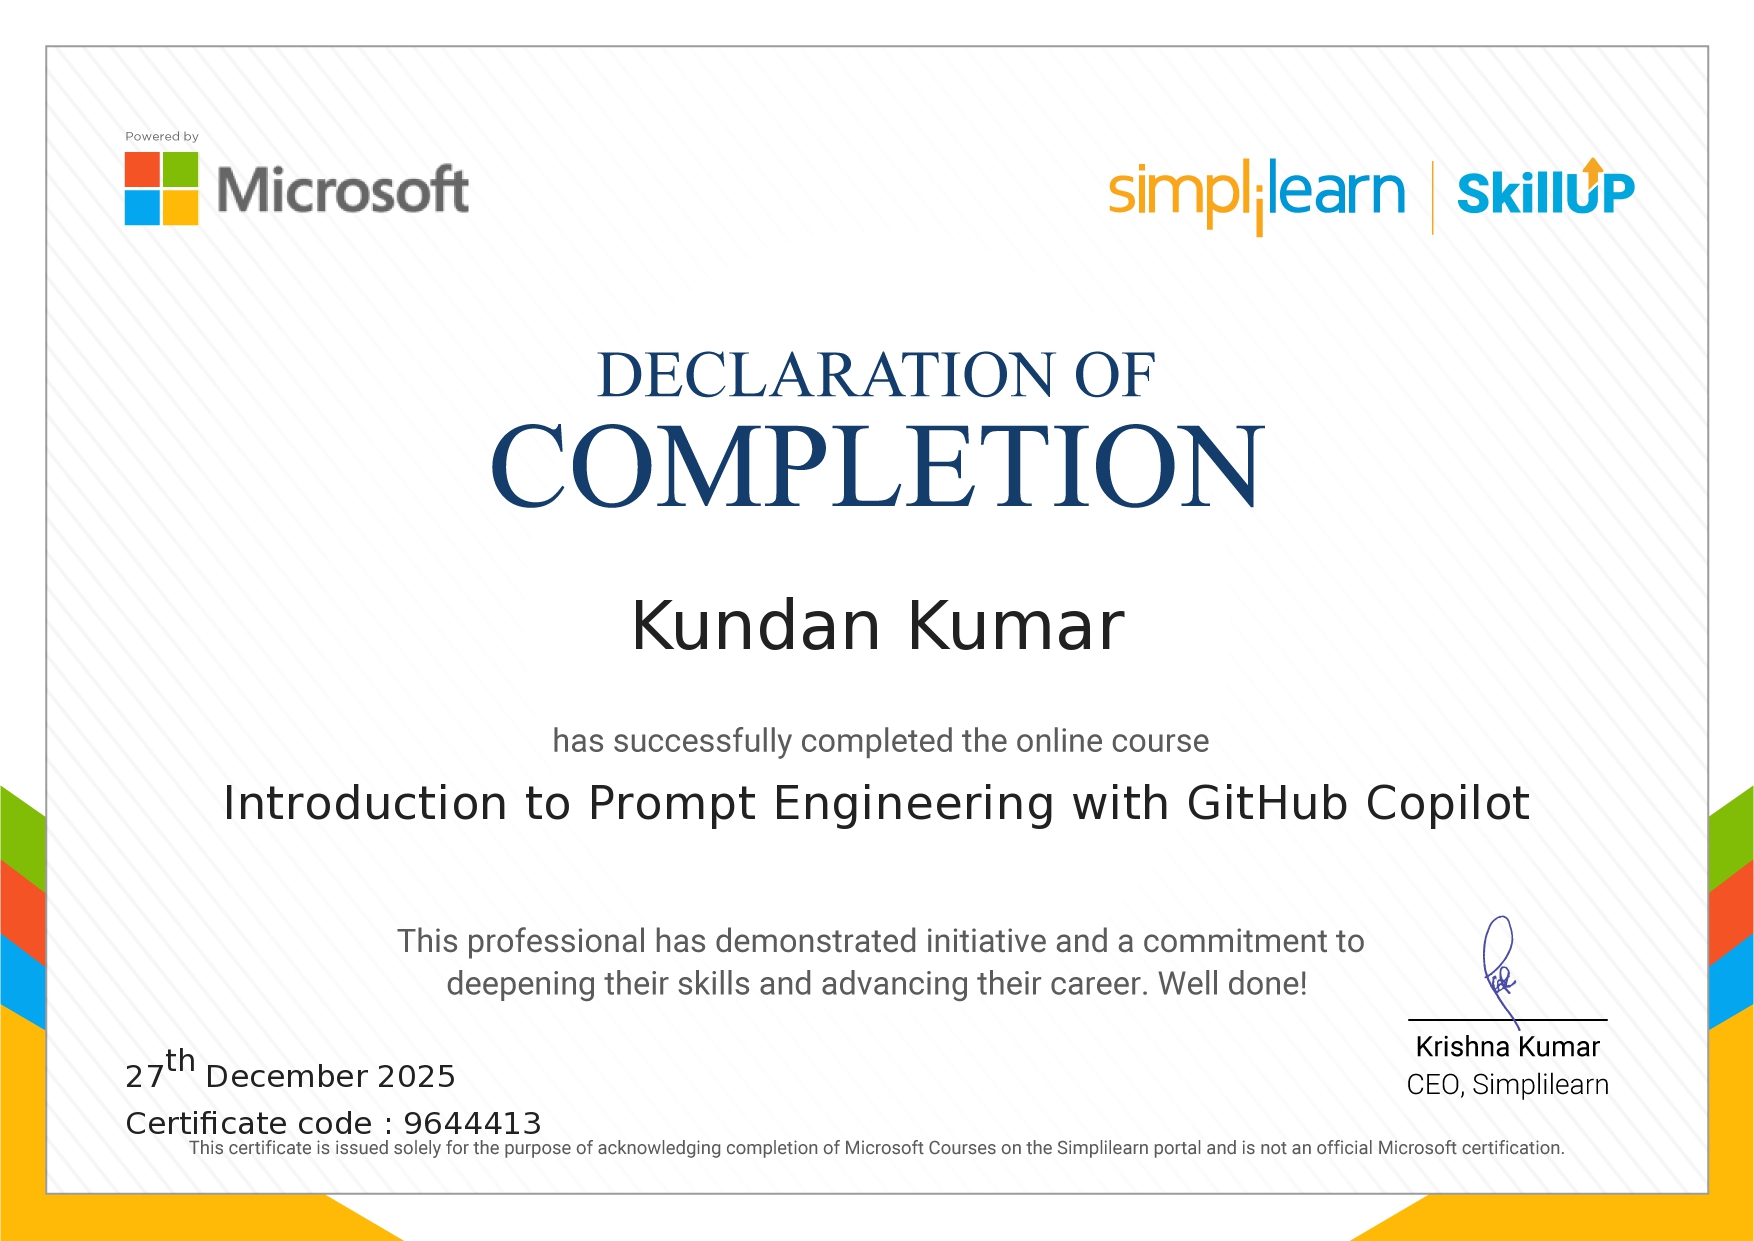 Powered by
Microsoft
simplilearn | SkillUP
DECLARATION OF
COMPLETION
Kundan Kumar
has successfully completed the online course
Introduction to Prompt Engineering with GitHub Copilot
This professional has demonstrated initiative and a commitment to
deepening their skills and advancing their career. Well done!
Krishna Kumar
CEO, Simplilearn
27th December 2025
Certificate code : 9644413
This certificate is issued solely for the purpose of acknowledging completion of Microsoft Courses on the Simplilearn portal and is not an official Microsoft certification.